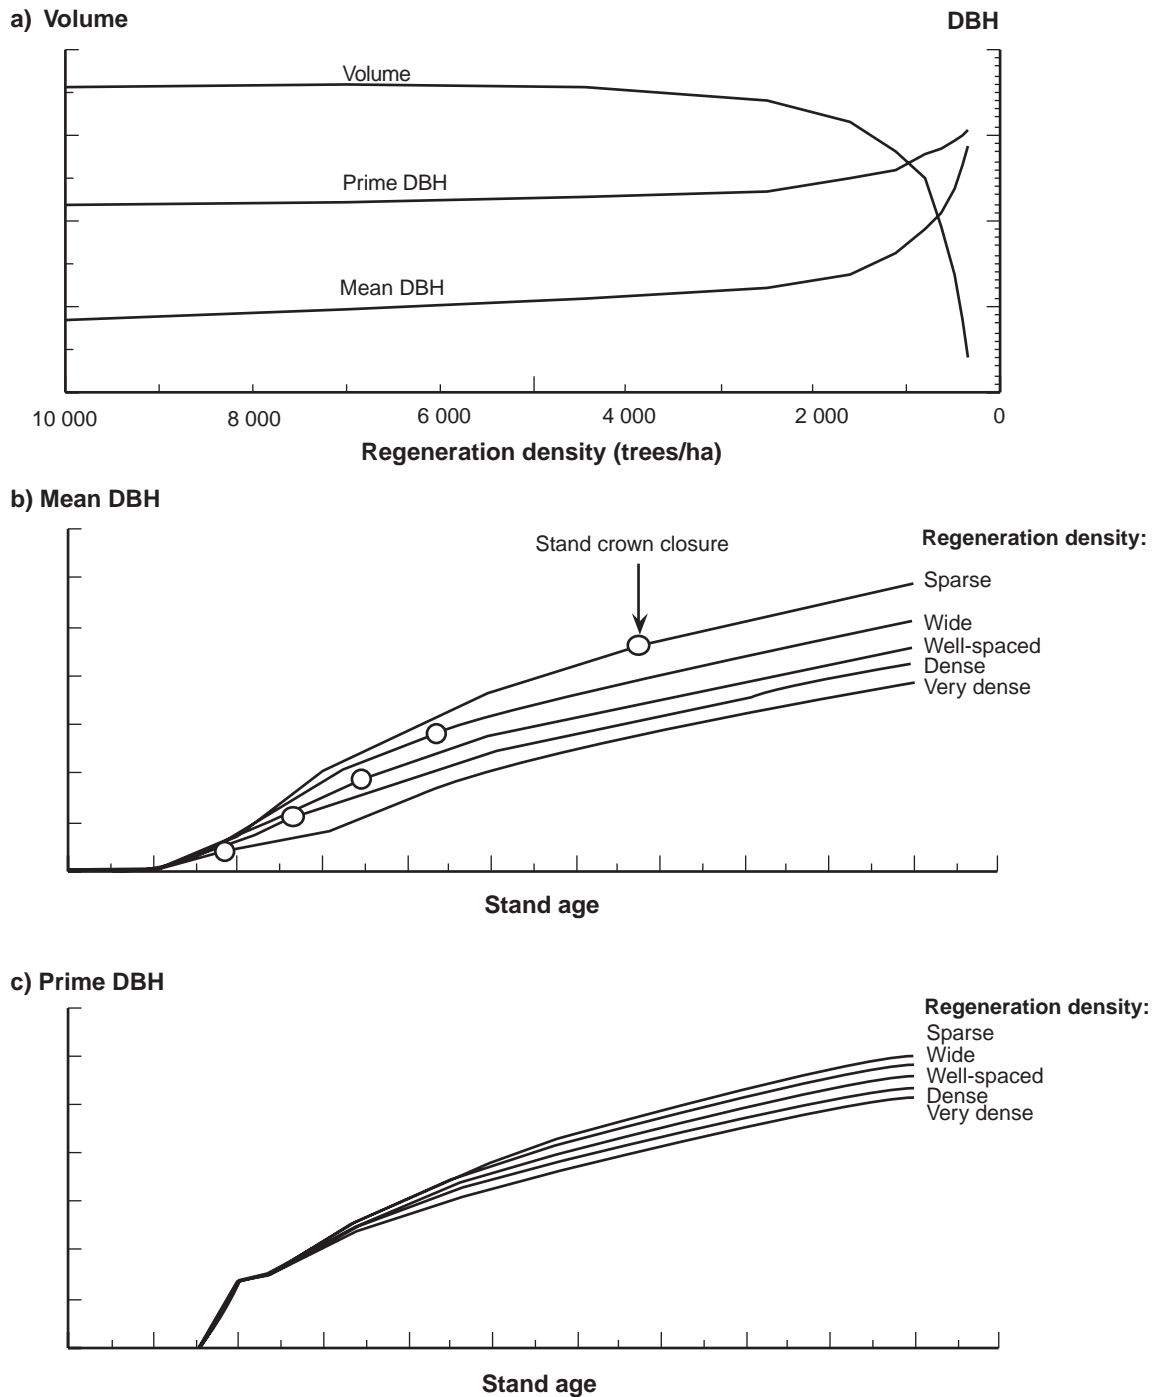 a) Volume
DBH
Volume
Prime DBH
Mean DBH
10 000 8 000 6 000 4 000 2 000 0
Regeneration density (trees/ha)
b) Mean DBH
Stand crown closure
Regeneration density:
Sparse
Wide
Well-spaced
Dense
Very dense
Stand age
c) Prime DBH
Regeneration density:
Sparse
Wide
Well-spaced
Dense
Very dense
Stand age